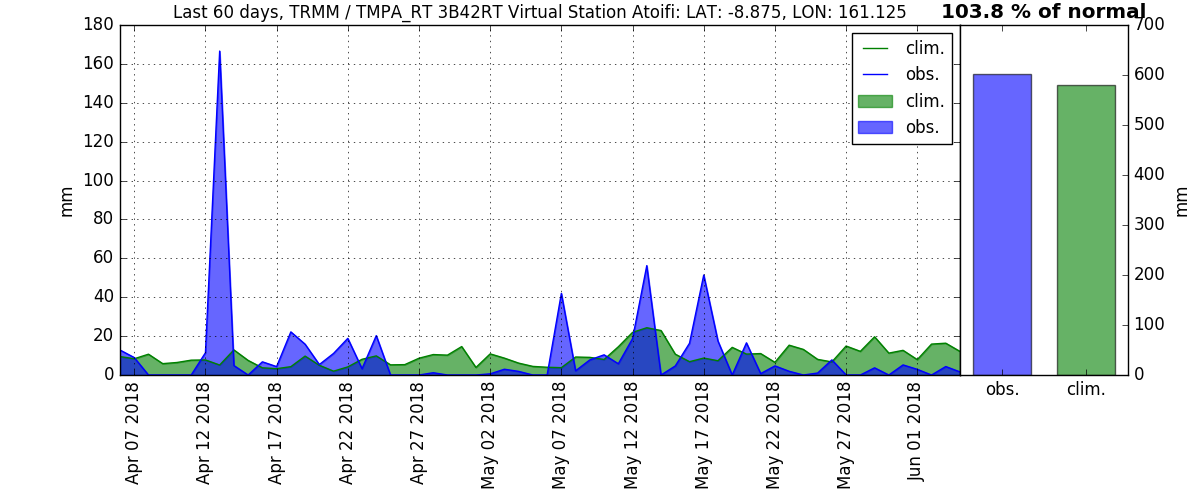 Last 60 days, TRMM / TMPA_RT 3B42RT Virtual Station Atoifi: LAT: -8.875, LON: 161.125
103.8 % of normal
180
160
140
120
100
80
60
40
20
0
mm
clim.
obs.
clim.
obs.
700
600
500
400
300
200
100
0
mm
Apr 07 2018
Apr 12 2018
Apr 17 2018
Apr 22 2018
Apr 27 2018
May 02 2018
May 07 2018
May 12 2018
May 17 2018
May 22 2018
May 27 2018
Jun 01 2018
obs.
clim.